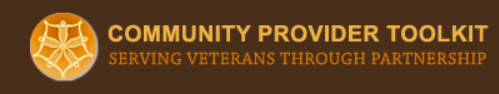 COMMUNITY PROVIDER TOOLKIT
SERVING VETERANS THROUGH PARTNERSHIP